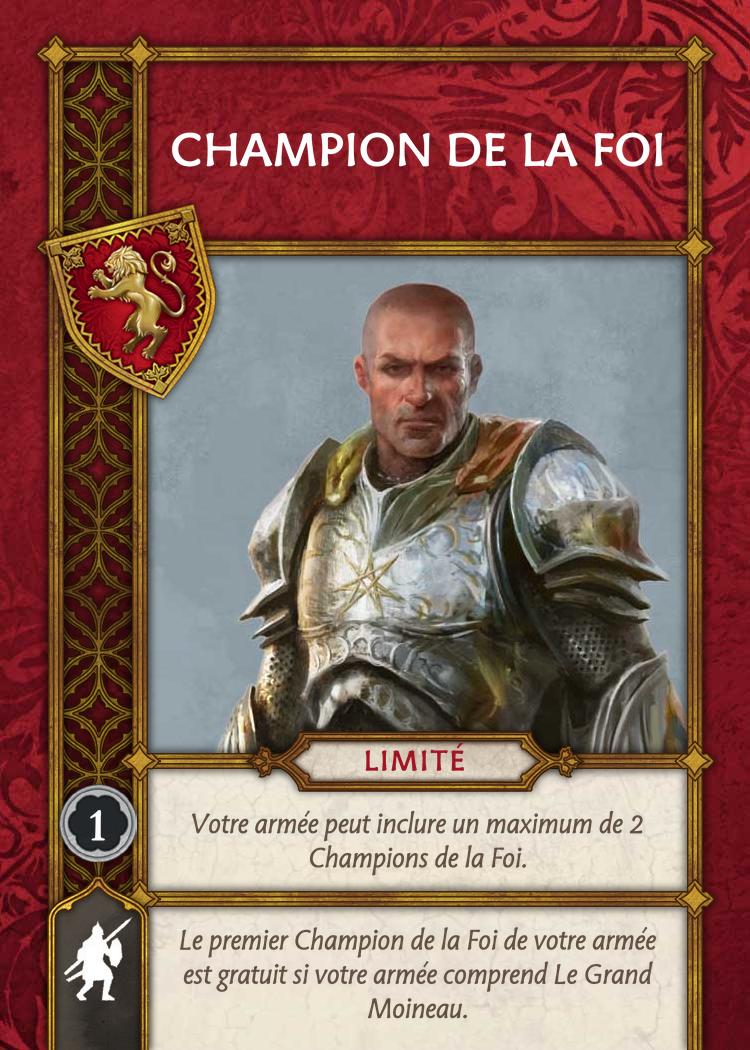 CHAMPION DE LA FOI
LIMITÉ
1
Votre armée peut inclure un maximum de 2
Champions de la Foi.
Le premier Champion de la Foi de votre armée
est gratuit si votre armée comprend Le Grand
Moineau.